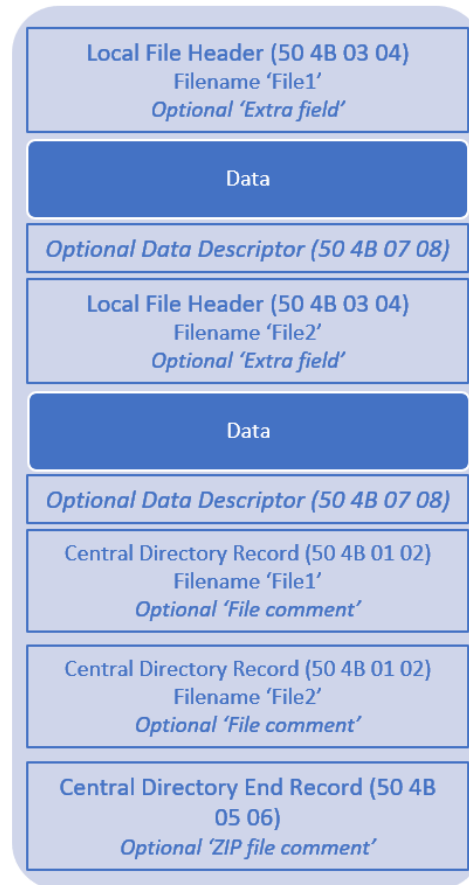 Local File Header (50 4B 03 04)
Filename ‘File1’
Optional ‘Extra field’
Data
Optional Data Descriptor (50 4B 07 08)
Local File Header (50 4B 03 04)
Filename ‘File2’
Optional ‘Extra field’
Data
Optional Data Descriptor (50 4B 07 08)
Central Directory Record (50 4B 01 02)
Filename ‘File1’
Optional ‘File comment’
Central Directory Record (50 4B 01 02)
Filename ‘File2’
Optional ‘File comment’
Central Directory End Record (50 4B
05 06)
Optional ‘ZIP file comment’